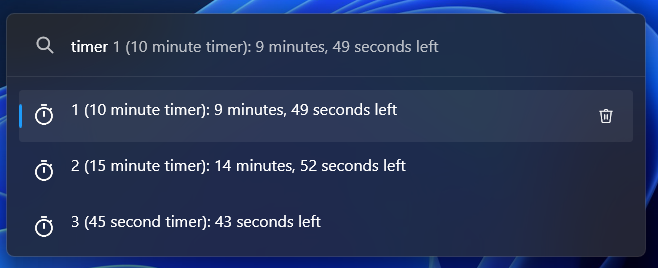 timer 1 (10 minute timer): 9 minutes, 49 seconds left
1 (10 minute timer): 9 minutes, 49 seconds left
2 (15 minute timer): 14 minutes, 52 seconds left
3 (45 second timer): 43 seconds left